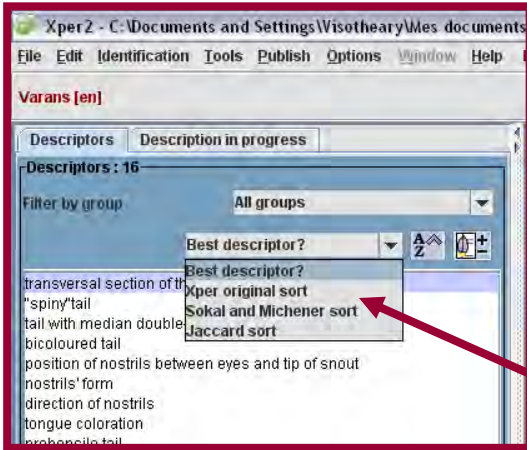 Xper2 - C:\Documents and Settings\Visotheary\Mes documents
File Edit Identification Tools Publish Options Window Help
Varans [en]
Descriptors Description in progress
Descriptors : 16
Filter by group All groups
Best descriptor?
Best descriptor?
Xper original sort
Sokal and Michener sort
Jaccard sort
transversal section of
"spiny"tail
tail with median double
bicoloured tail
position of nostrils between eyes and tip of snout
nostrils' form
direction of nostrils
tongue coloration
prehensile tail